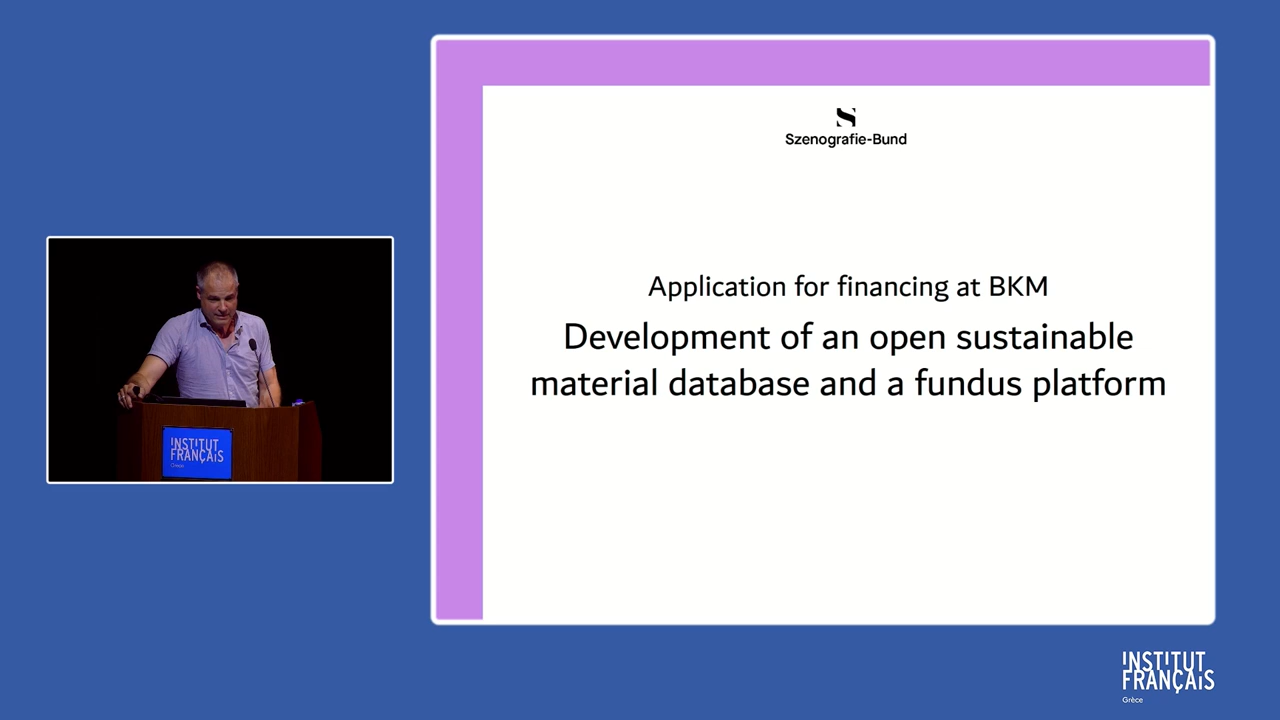 Szenografie-Bund
Application for financing at BKM
Development of an open sustainable
material database and a fundus platform
INSTITUT
FRANÇAIS
Grèce
INSTITUT
FRANÇAIS
Grèce